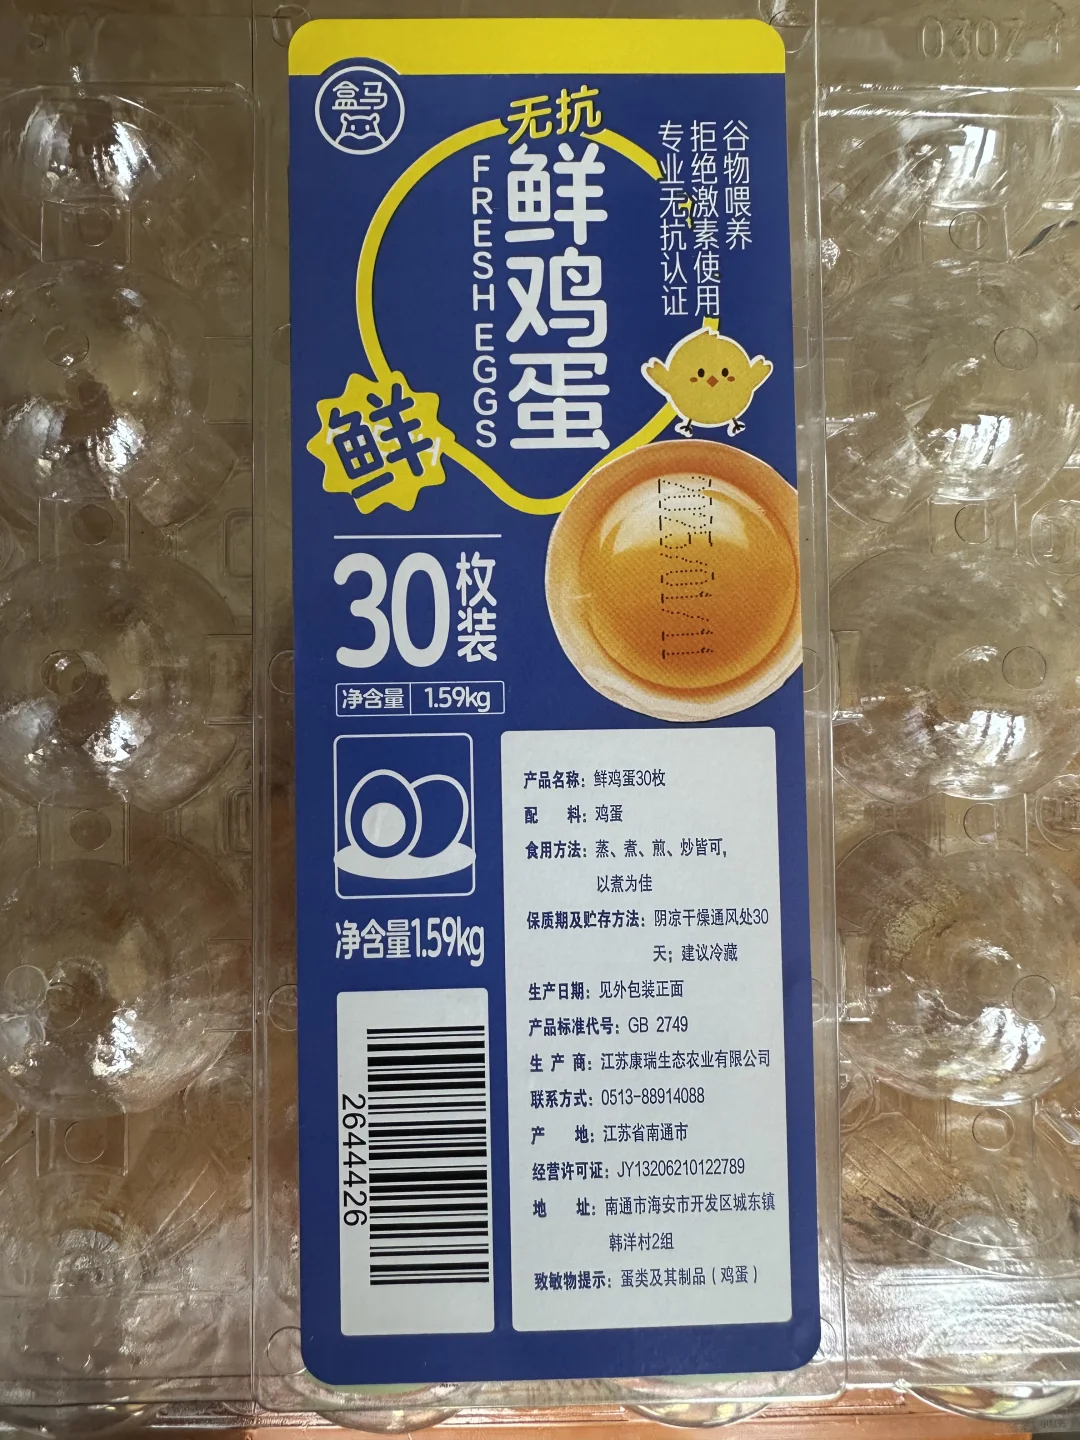 0307-1
盒马
无抗
鲜鸡蛋
FRESH EGGS
谷物喂养
拒绝激素使用
专业无抗认证
鲜
30枚装
净含量 1.59kg
2025/01/11
净含量1.59kg
2644426
产品名称：鲜鸡蛋30枚
配 料：鸡蛋
食用方法：蒸、煮、煎、炒皆可，
以煮为佳
保质期及贮存方法：阴凉干燥通风处30
天；建议冷藏
生产日期：见外包装正面
产品标准代号：GB 2749
生 产 商：江苏康瑞生态农业有限公司
联系方式：0513-88914088
产 地：江苏省南通市
经营许可证：JY13206210122789
地 址：南通市海安市开发区城东镇
韩洋村2组
致敏物提示：蛋类及其制品（鸡蛋）